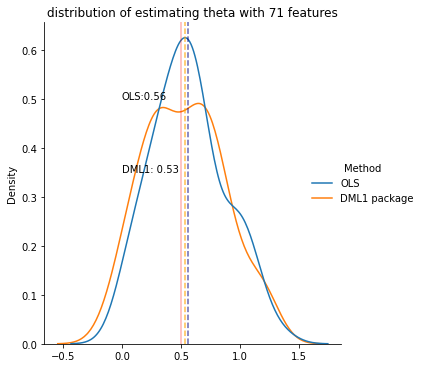 distribution of estimating theta with 71 features
Density
0.6
0.5
0.4
0.3
0.2
0.1
0.0
OLS:0.56
DML1: 0.53
−0.5
0.0
0.5
1.0
1.5
Method
OLS
DML1 package